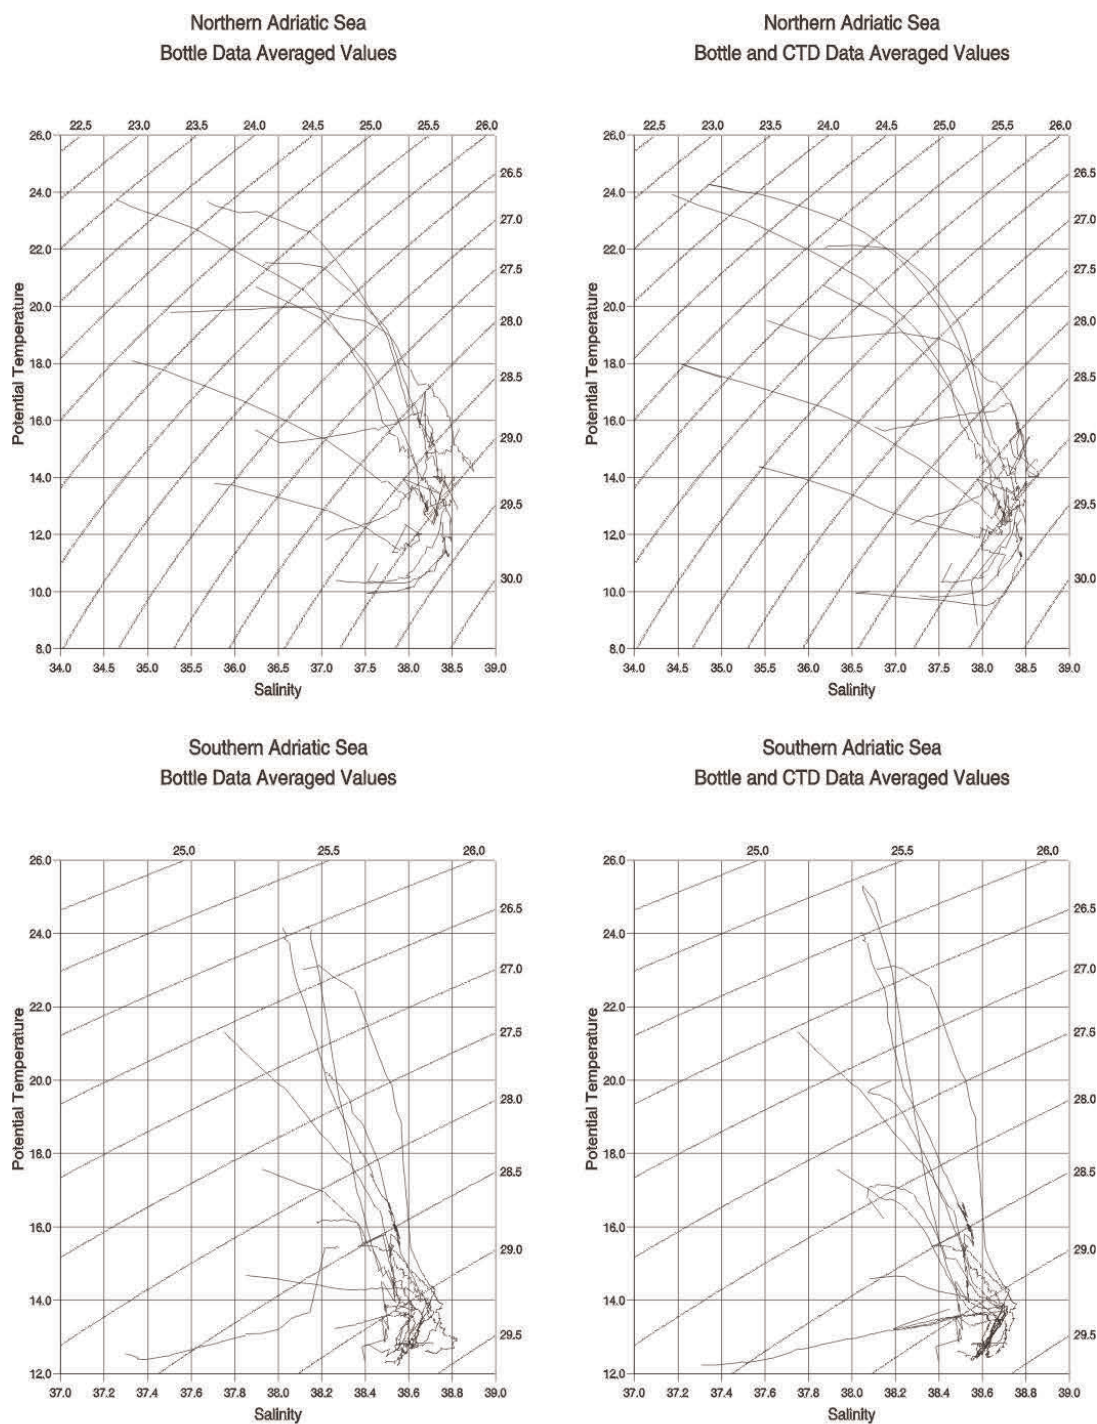 Northern Adriatic Sea
Bottle Data Averaged Values
22.5 23.0 23.5 24.0 24.5 25.0 25.5 26.0
26.0
24.0
22.0
20.0
18.0
16.0
14.0
12.0
10.0
8.0
Potential Temperature
26.5
27.0
27.5
28.0
28.5
29.0
29.5
30.0
34.0 34.5 35.0 35.5 36.0 36.5 37.0 37.5 38.0 38.5 39.0
Salinity
Northern Adriatic Sea
Bottle and CTD Data Averaged Values
22.5 23.0 23.5 24.0 24.5 25.0 25.5 26.0
26.0
24.0
22.0
20.0
18.0
16.0
14.0
12.0
10.0
8.0
Potential Temperature
26.5
27.0
27.5
28.0
28.5
29.0
29.5
30.0
34.0 34.5 35.0 35.5 36.0 36.5 37.0 37.5 38.0 38.5 39.0
Salinity
Southern Adriatic Sea
Bottle Data Averaged Values
25.0 25.5 26.0
26.0
24.0
22.0
20.0
18.0
16.0
14.0
12.0
Potential Temperature
26.5
27.0
27.5
28.0
28.5
29.0
29.5
37.0 37.2 37.4 37.6 37.8 38.0 38.2 38.4 38.6 38.8 39.0
Salinity
Southern Adriatic Sea
Bottle and CTD Data Averaged Values
25.0 25.5 26.0
26.0
24.0
22.0
20.0
18.0
16.0
14.0
12.0
Potential Temperature
26.5
27.0
27.5
28.0
28.5
29.0
29.5
37.0 37.2 37.4 37.6 37.8 38.0 38.2 38.4 38.6 38.8 39.0
Salinity